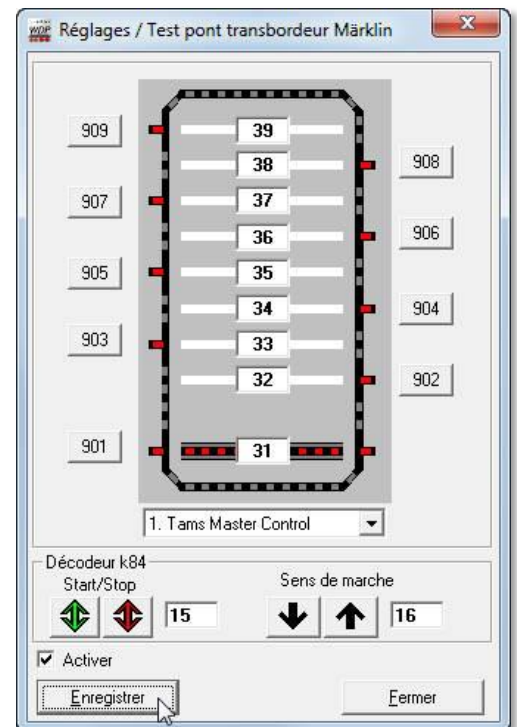 WDP Réglages / Test pont transbordeur Märklin
909 39
38 908
907 37
36 906
905 35
34 904
903 33
32 902
901 31
1. Tams Master Control
Décodeur k84
Start/Stop Sens de marche
15 16
Activer
Enregistrer Fermer